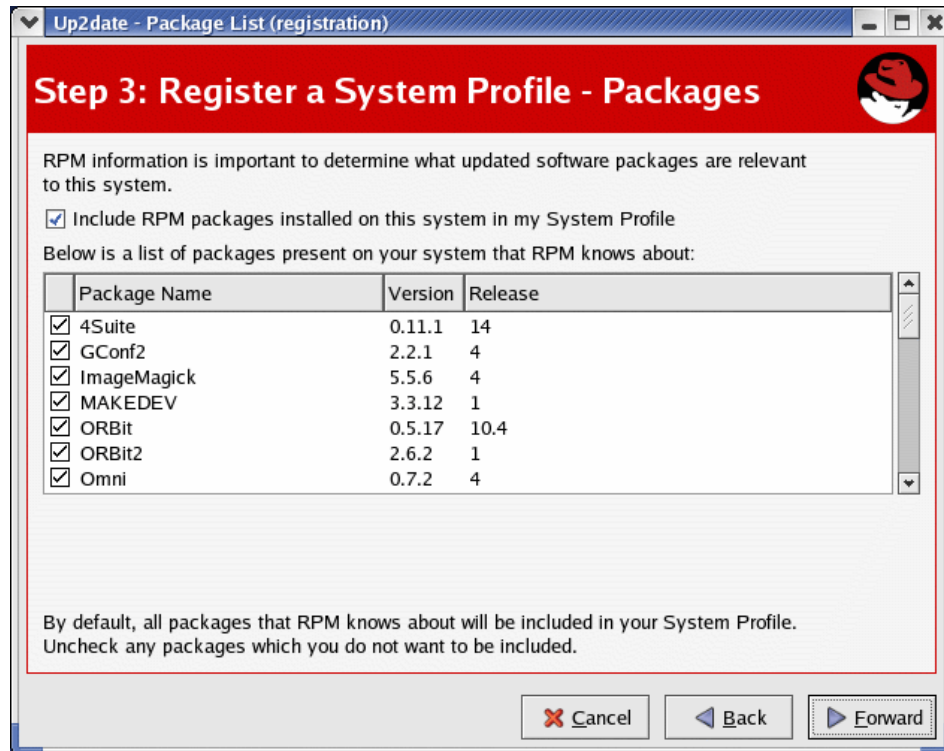 Up2date - Package List (registration)
Step 3: Register a System Profile - Packages
RPM information is important to determine what updated software packages are relevant
to this system.
Include RPM packages installed on this system in my System Profile
Below is a list of packages present on your system that RPM knows about:
Package Name Version Release
4Suite 0.11.1 14
GConf2 2.2.1 4
ImageMagick 5.5.6 4
MAKEDEV 3.3.12 1
ORBit 0.5.17 10.4
ORBit2 2.6.2 1
Omni 0.7.2 4
By default, all packages that RPM knows about will be included in your System Profile.
Uncheck any packages which you do not want to be included.
Cancel Back Forward